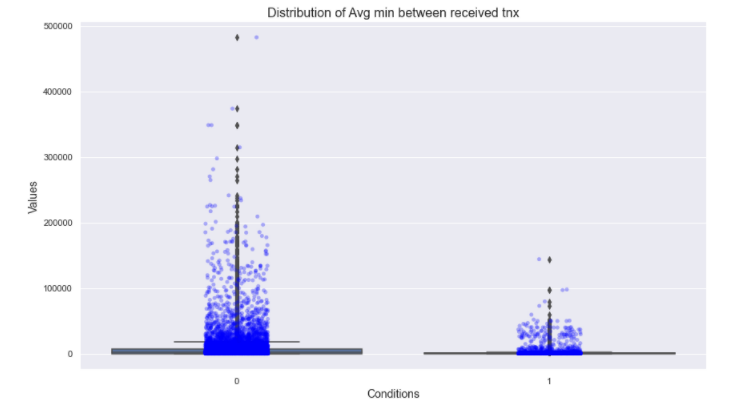 Distribution of Avg min between received tnx
500000
400000
300000
200000
100000
0
Values
0
1
Conditions